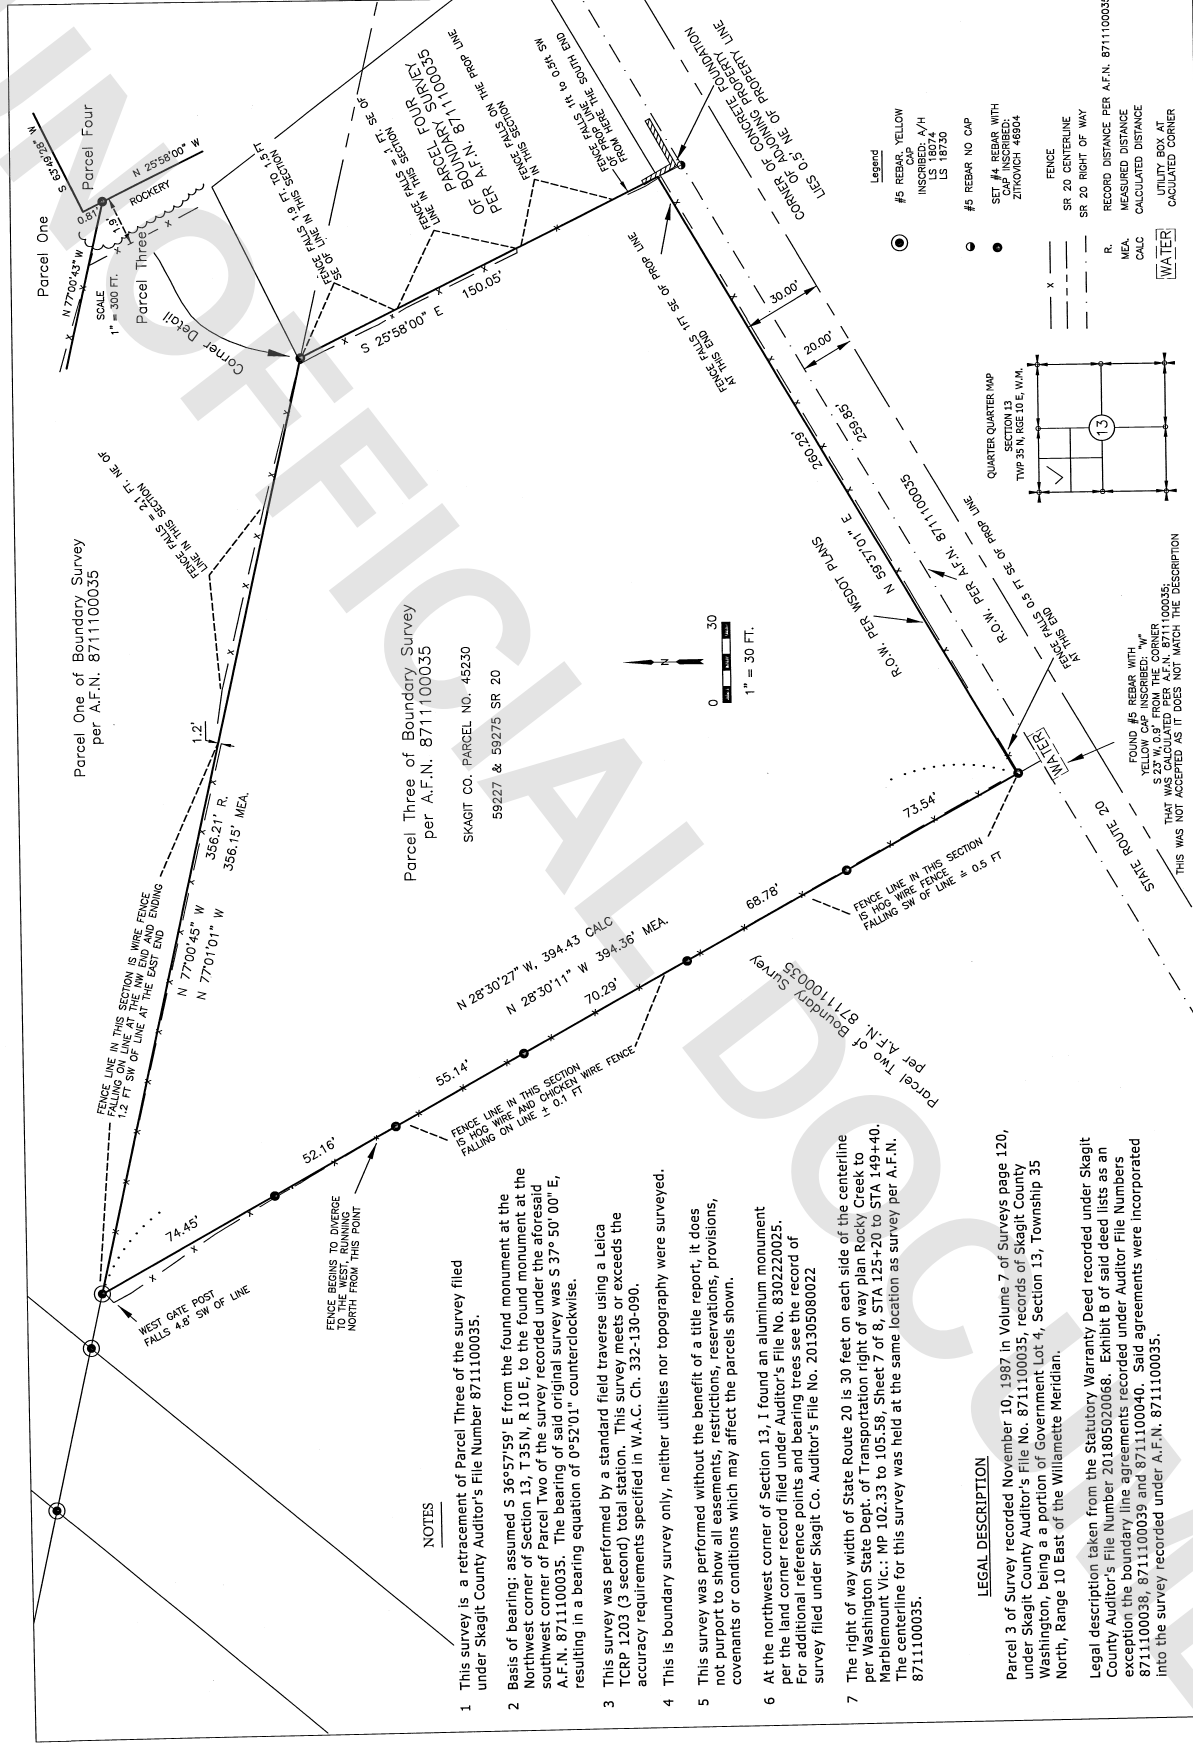 UNOFFICIAL DOCUMENT
Parcel One
Parcel Four
S 63°49'28" W
N 25°58'00" W
N 77°00'43" W
0.81'
1.9'
ROCKERY
SCALE
1" = 300 FT.
Parcel Three
Corner Detail
FENCE FALLS 1.9 FT. TO 1.5 FT
SE OF LINE IN THIS SECTION
FENCE FALLS = .1 FT. SE OF
LINE IN THIS SECTION
PARCEL FOUR
OF BOUNDARY SURVEY
PER A.F.N. 8711100035
FENCE FALLS ON THE PROP LINE
IN THIS SECTION
FENCE FALLS 1ft to 0.5ft SW
OF PROP LINE THE SOUTH END
FROM HERE
CORNER OF CONCRETE FOUNDATION
OF ADJOINING PROPERTY
LIES 0.5' NE OF PROPERTY LINE
S 25°58'00" E
150.05'
FENCE FALLS 1FT SE OF PROP LINE
AT THIS END
30.00'
20.00'
260.29'
259.85'
N 59°37'01" E
R.O.W. PER WSDOT PLANS
R.O.W. PER A.F.N. 8711100035
FENCE FALLS 0.5 FT SE OF PROP LINE
AT THIS END
Parcel One of Boundary Survey
per A.F.N. 8711100035
FENCE FALLS = 2.1 FT. NE OF
LINE IN THIS SECTION
1.2'
356.21' R.
356.15' MEA.
N 77°00'45" W
N 77°01'01" W
FENCE LINE IN THIS SECTION IS WIRE FENCE
FALLING ON LINE AT THE NW END AND ENDING
1.2 FT SW OF LINE AT THE EAST END
Parcel Three of Boundary Survey
per A.F.N. 8711100035
SKAGIT CO. PARCEL NO. 45230
59227 & 59275 SR 20
N
0 30
1" = 30 FT.
WATER
STATE ROUTE 20
FOUND #5 REBAR WITH
YELLOW CAP INSCRIBED: "W"
S 23° W, 0.9' FROM THE CORNER
THAT WAS CALCULATED PER A.F.N. 8711100035;
THIS WAS NOT ACCEPTED AS IT DOES NOT MATCH THE DESCRIPTION
73.54'
68.78'
70.29'
55.14'
52.16'
74.45'
N 28°30'27" W, 394.43 CALC
N 28°30'11" W 394.36' MEA.
FENCE LINE IN THIS SECTION
IS HOG WIRE FENCE
FALLING SW OF LINE ± 0.5 FT
Parcel Two of Boundary Survey
per A.F.N. 8711100035
FENCE LINE IN THIS SECTION
IS HOG WIRE AND CHICKEN WIRE FENCE
FALLING ON LINE ± 0.1 FT
FENCE BEGINS TO DIVERGE
TO THE WEST, RUNNING
NORTH FROM THIS POINT
WEST GATE POST
FALLS 4.8' SW OF LINE
Legend
#5 REBAR, YELLOW
CAP
INSCRIBED: A/H
LS 18074
LS 18730
#5 REBAR NO CAP
SET #4 REBAR WITH
CAP INSCRIBED:
ZITKOVICH 46904
x FENCE
SR 20 CENTERLINE
SR 20 RIGHT OF WAY
R. RECORD DISTANCE PER A.F.N. 8711100035
MEA. MEASURED DISTANCE
CALC CALCULATED DISTANCE
WATER UTILITY BOX AT
CACULATED CORNER
QUARTER QUARTER MAP
SECTION 13
TWP 35 N, RGE 10 E, W.M.
13
NOTES
1 This survey is a retracement of Parcel Three of the survey filed
under Skagit County Auditor's File Number 8711100035.
2 Basis of bearing: assumed S 36°57'59' E from the found monument at the
Northwest corner of Section 13, T 35 N, R 10 E, to the found monument at the
southwest corner of Parcel Two of the survey recorded under the aforesaid
A.F.N. 8711100035. The bearing of said original survey was S 37° 50' 00" E,
resulting in a bearing equation of 0°52'01" counterclockwise.
3 This survey was performed by a standard field traverse using a Leica
TCRP 1203 (3 second) total station. This survey meets or exceeds the
accuracy requirements specified in W.A.C. Ch. 332-130-090.
4 This is boundary survey only, neither utilities nor topography were surveyed.
5 This survey was performed without the benefit of a title report, it does
not purport to show all easements, restrictions, reservations, provisions,
covenants or conditions which may affect the parcels shown.
6 At the northwest corner of Section 13, I found an aluminum monument
per the land corner record filed under Auditor's File No. 8302220025.
For additional reference points and bearing trees see the record of
survey filed under Skagit Co. Auditor's File No. 201305080022
7 The right of way width of State Route 20 is 30 feet on each side of the centerline
per Washington State Dept. of Transportation right of way plan Rocky Creek to
Marblemount Vic.: MP 102.33 to 105.58, Sheet 7 of 8, STA 125+20 to STA 149+40.
The centerline for this survey was held at the same location as survey per A.F.N.
8711100035.
LEGAL DESCRIPTION
Parcel 3 of Survey recorded November 10, 1987 in Volume 7 of Surveys page 120,
under Skagit County Auditor's File No. 8711100035, records of Skagit County
Washington, being a portion of Government Lot 4, Section 13, Township 35
North, Range 10 East of the Willamette Meridian.
Legal description taken from the Statutory Warranty Deed recorded under Skagit
County Auditor's File Number 201805020068. Exhibit B of said deed lists as an
exception the boundary line agreements recorded under Auditor File Numbers
8711100038, 8711100039 and 8711100040. Said agreements were incorporated
into the survey recorded under A.F.N. 8711100035.